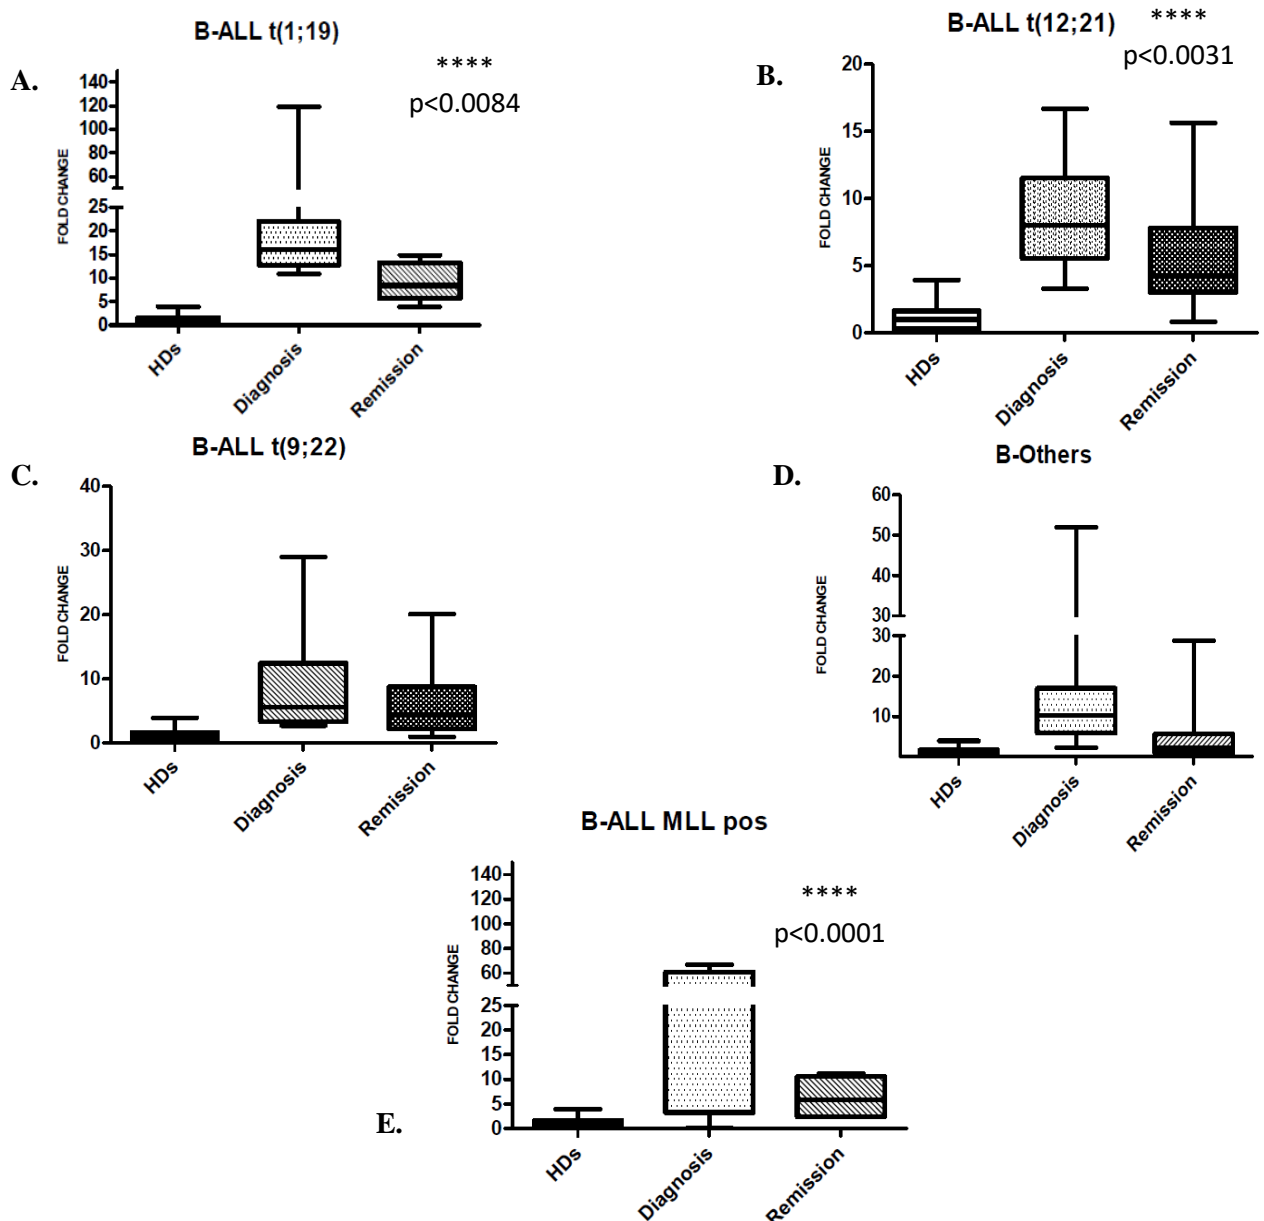 B-ALL t(1;19)
A.
****
p<0.0084
FOLD CHANGE
140
120
100
80
60
25
20
15
10
5
0
HDs
Diagnosis
Remission
B-ALL t(12;21)
B.
****
p<0.0031
FOLD CHANGE
20
15
10
5
0
HDs
Diagnosis
Remission
B-ALL t(9;22)
C.
FOLD CHANGE
40
30
20
10
0
HDs
Diagnosis
Remission
B-Others
D.
FOLD CHANGE
60
50
40
30
30
20
10
HDs
Diagnosis
Remission
B-ALL MLL pos
E.
****
p<0.0001
FOLD CHANGE
140
120
100
80
60
25
20
15
10
5
0
HDs
Diagnosis
Remission